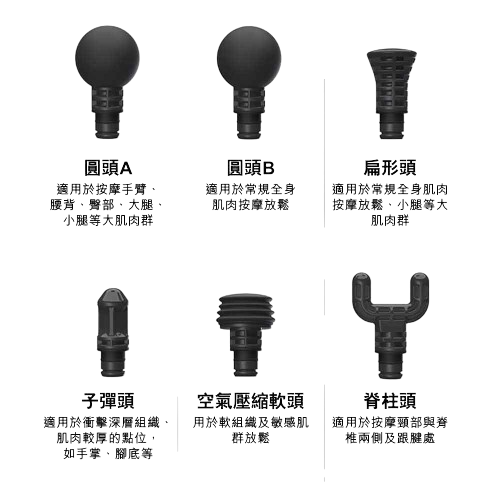 圓頭A
適用於按摩手臂、
腰背、臀部、大腿、
小腿等大肌肉群
圓頭B
適用於常規全身
肌肉按摩放鬆
扁形頭
適用於常規全身肌肉
按摩放鬆、小腿等大
肌肉群
子彈頭
適用於衝擊深層組織、
肌肉較厚的點位，
如手掌、腳底等
空氣壓縮軟頭
用於軟組織及敏感肌
群放鬆
脊柱頭
適用於按摩頸部與脊
椎兩側及跟腱處